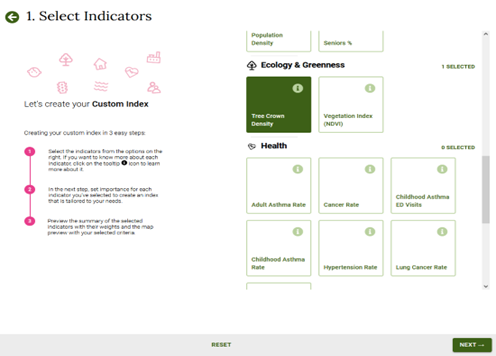 1. Select Indicators
Let's create your Custom Index
Creating your custom index in 3 easy steps:
1
Select the indicators from the options on
the right. If you want to know more about each
indicator, click on the tooltip i icon to learn
more about it.
2
In the next step, set importance for each
indicator you've selected to create an index
that is tailored to your needs.
3
Preview the summary of the selected
indicators with their weights and the map
preview with your selected criteria.
Population
Density
Seniors %
Ecology & Greenness
1 SELECTED
Tree Crown
Density
Vegetation Index
(NDVI)
Health
0 SELECTED
Adult Asthma Rate
Cancer Rate
Childhood Asthma
ED Visits
Childhood Asthma
Rate
Hypertension Rate
Lung Cancer Rate
RESET
NEXT →